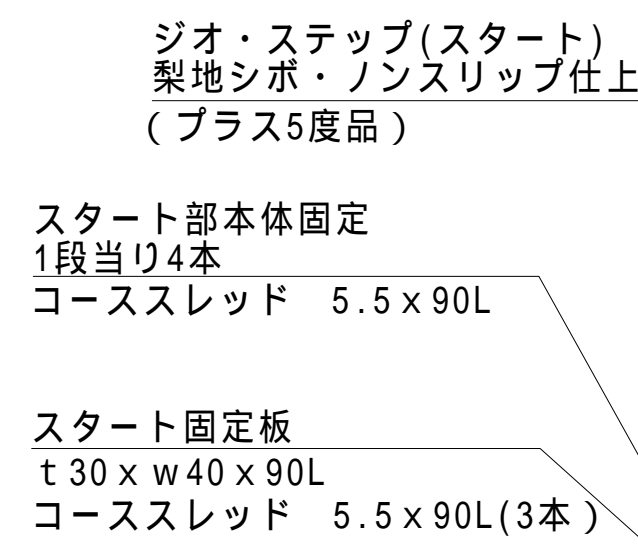 ジオ・ステップ(スタート)
梨地シボ・ノンスリップ仕上
(プラス5度品)
スタート部本体固定
1段当り4本
コーススレッド 5.5x90L
スタート固定板
t30xw40x90L
コーススレッド 5.5x90L(3本)